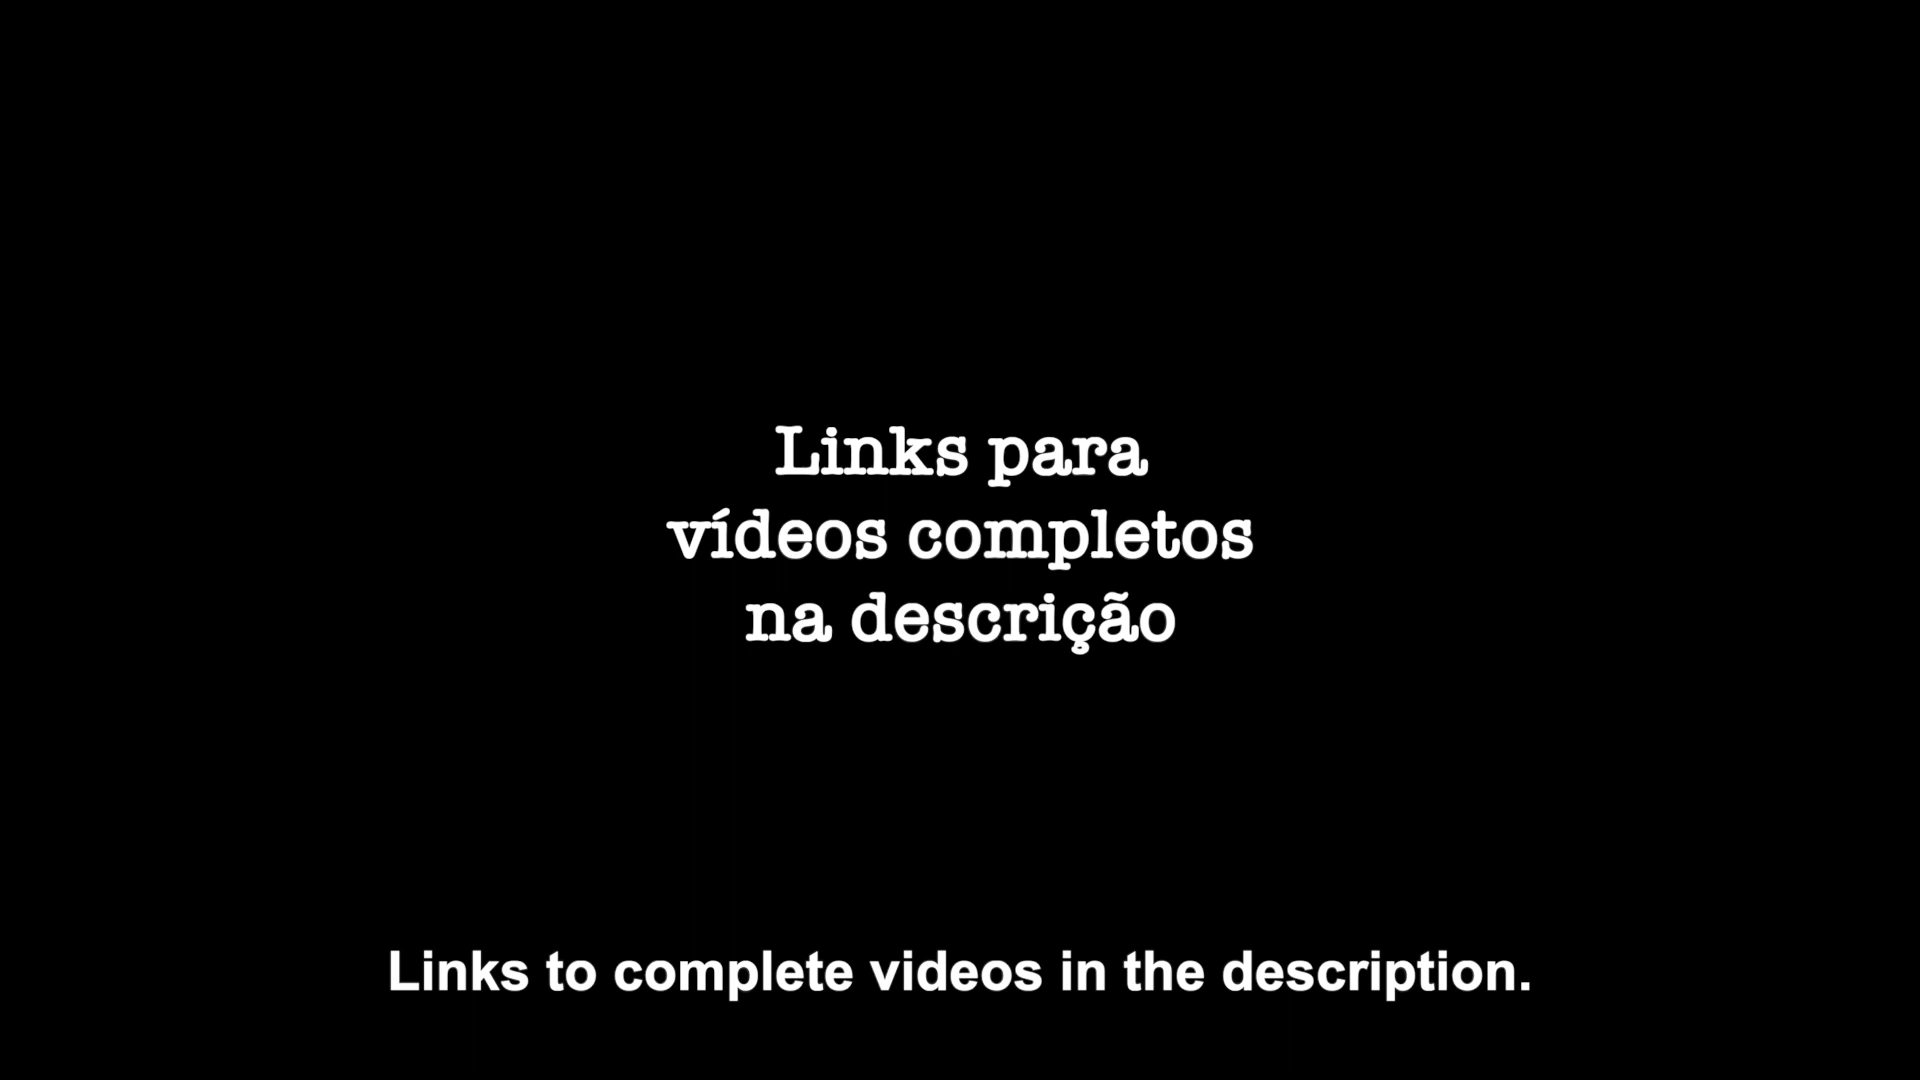 Links para
vídeos completos
na descrição
Links to complete videos in the description.